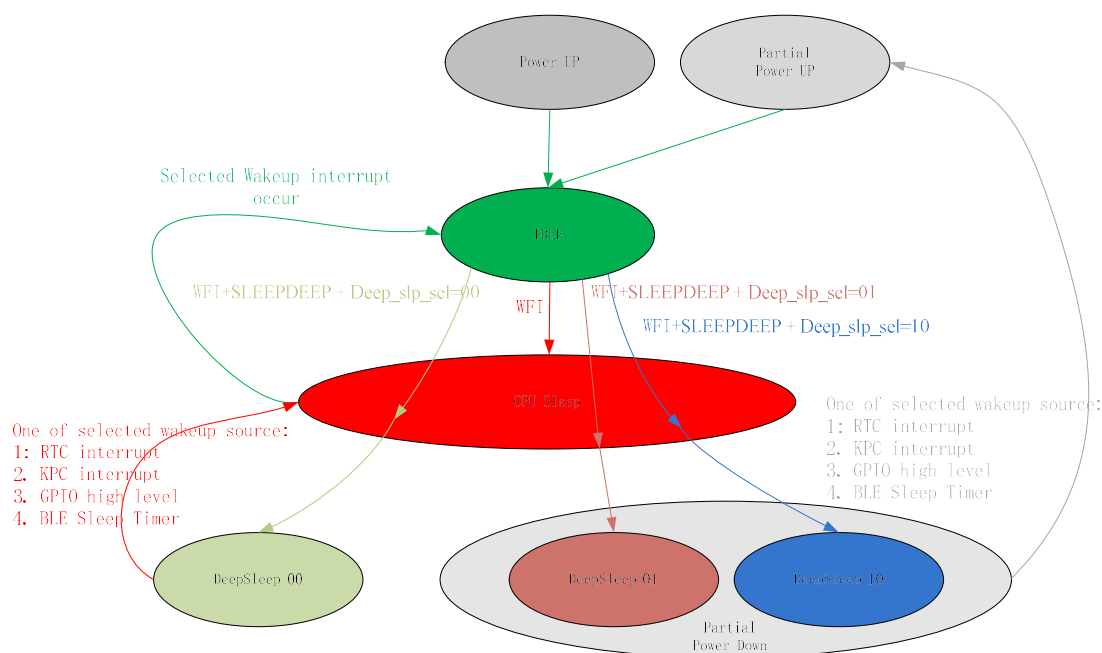 Power UP
Partial
Power UP
Selected Wakeup interrupt
occur
IDLE
WFI+SLEEPDEEP + Deep_slp_sel=00
WFI
WFI+SLEEPDEEP + Deep_slp_sel=01
WFI+SLEEPDEEP + Deep_slp_sel=10
CPU Sleep
One of selected wakeup source:
1: RTC interrupt
2. KPC interrupt
3. GPIO high level
4. BLE Sleep Timer
One of selected wakeup source:
1: RTC interrupt
2. KPC interrupt
3. GPIO high level
4. BLE Sleep Timer
DeepSleep 00
DeepSleep 01
DeepSleep 10
Partial
Power Down